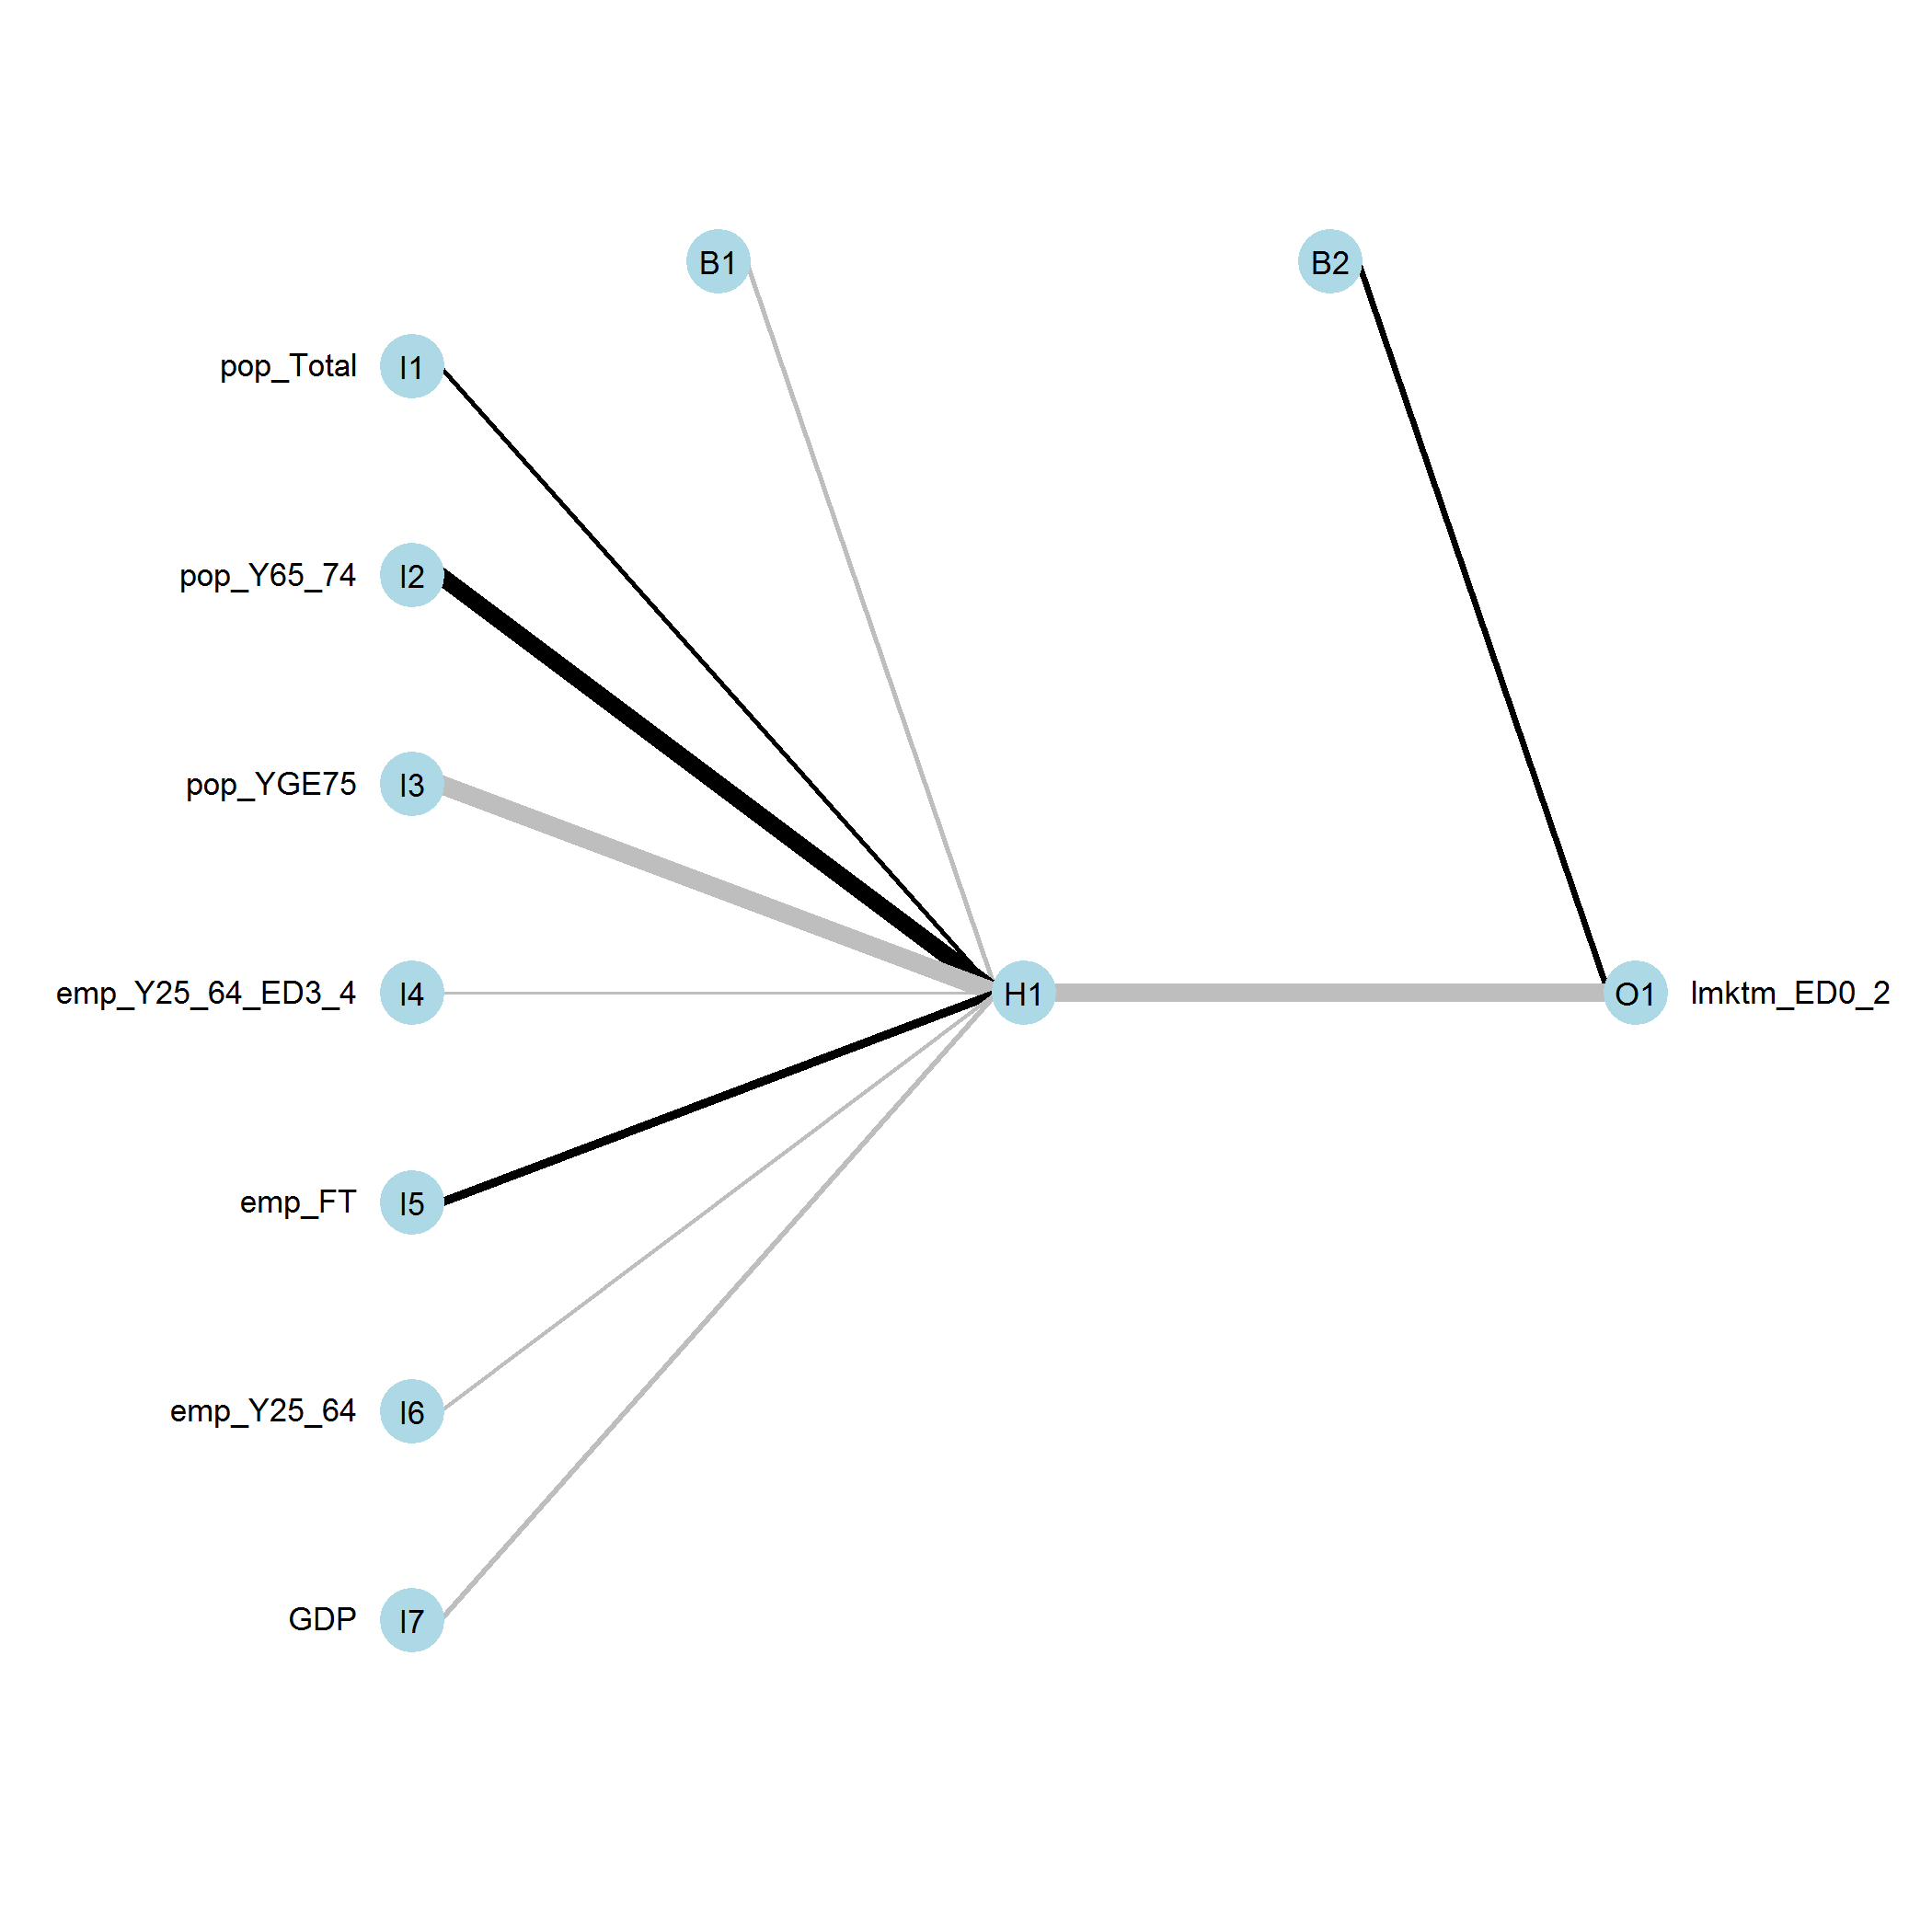 B1
B2
pop_Total I1
pop_Y65_74 I2
pop_YGE75 I3
emp_Y25_64_ED3_4 I4 H1 O1 lmktm_ED0_2
emp_FT I5
emp_Y25_64 I6
GDP I7